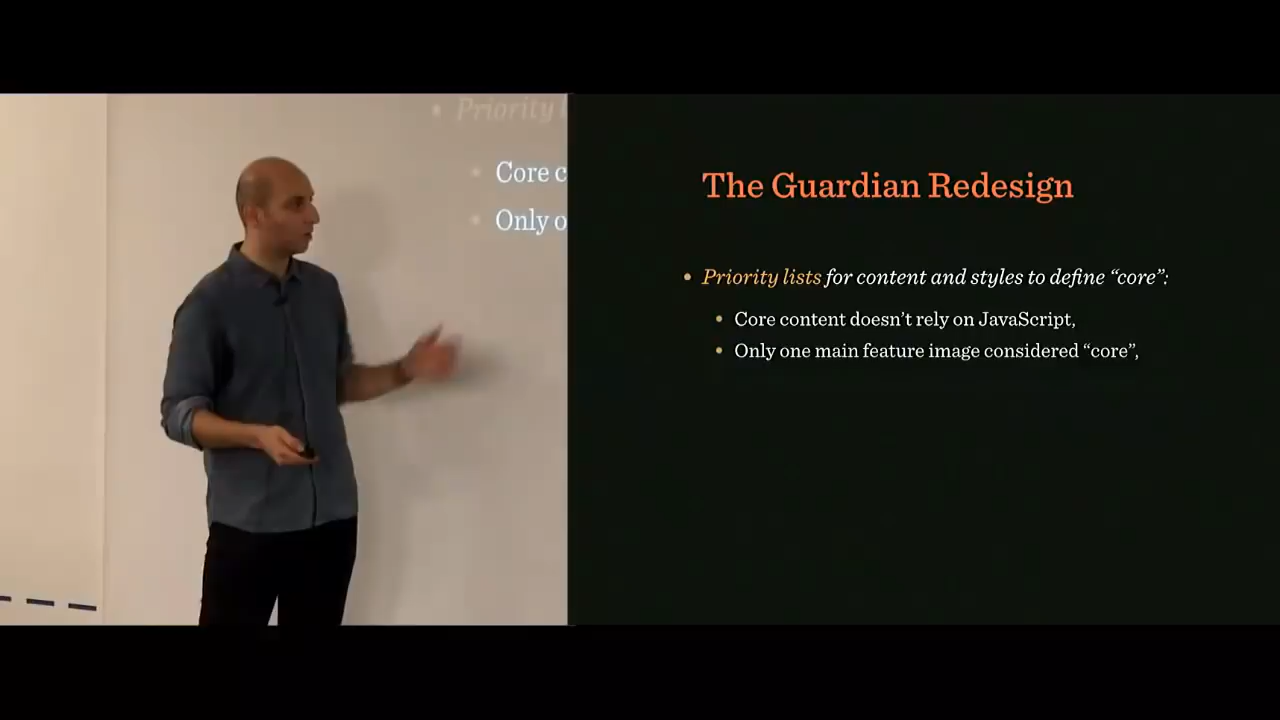 Priority
Core c
Only o
The Guardian Redesign
• Priority lists for content and styles to define “core”:
• Core content doesn’t rely on JavaScript,
• Only one main feature image considered “core”,